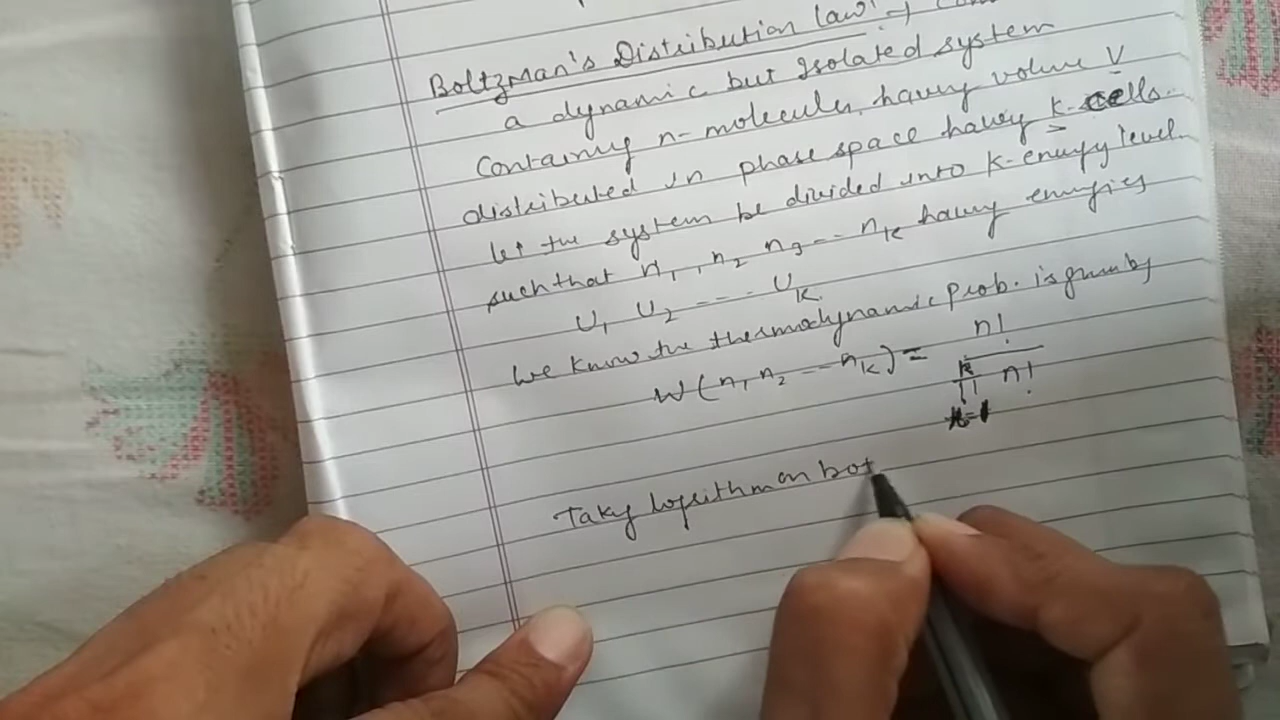 Boltzman's Distribution law :→
a dynamic but Isolated system
Containing n-molecules, having volume V
distributed in phase space having k-cells.
let the system be divided into K-energy level
such that n₁, n₂ n₃ --- nₖ having energies
U₁ U₂ --- Uₖ.
We know the thermodynamic prob. is given by
W(n₁ n₂ --- nₖ) = n!
k
π n!
i=1
Taking logarithm on bot